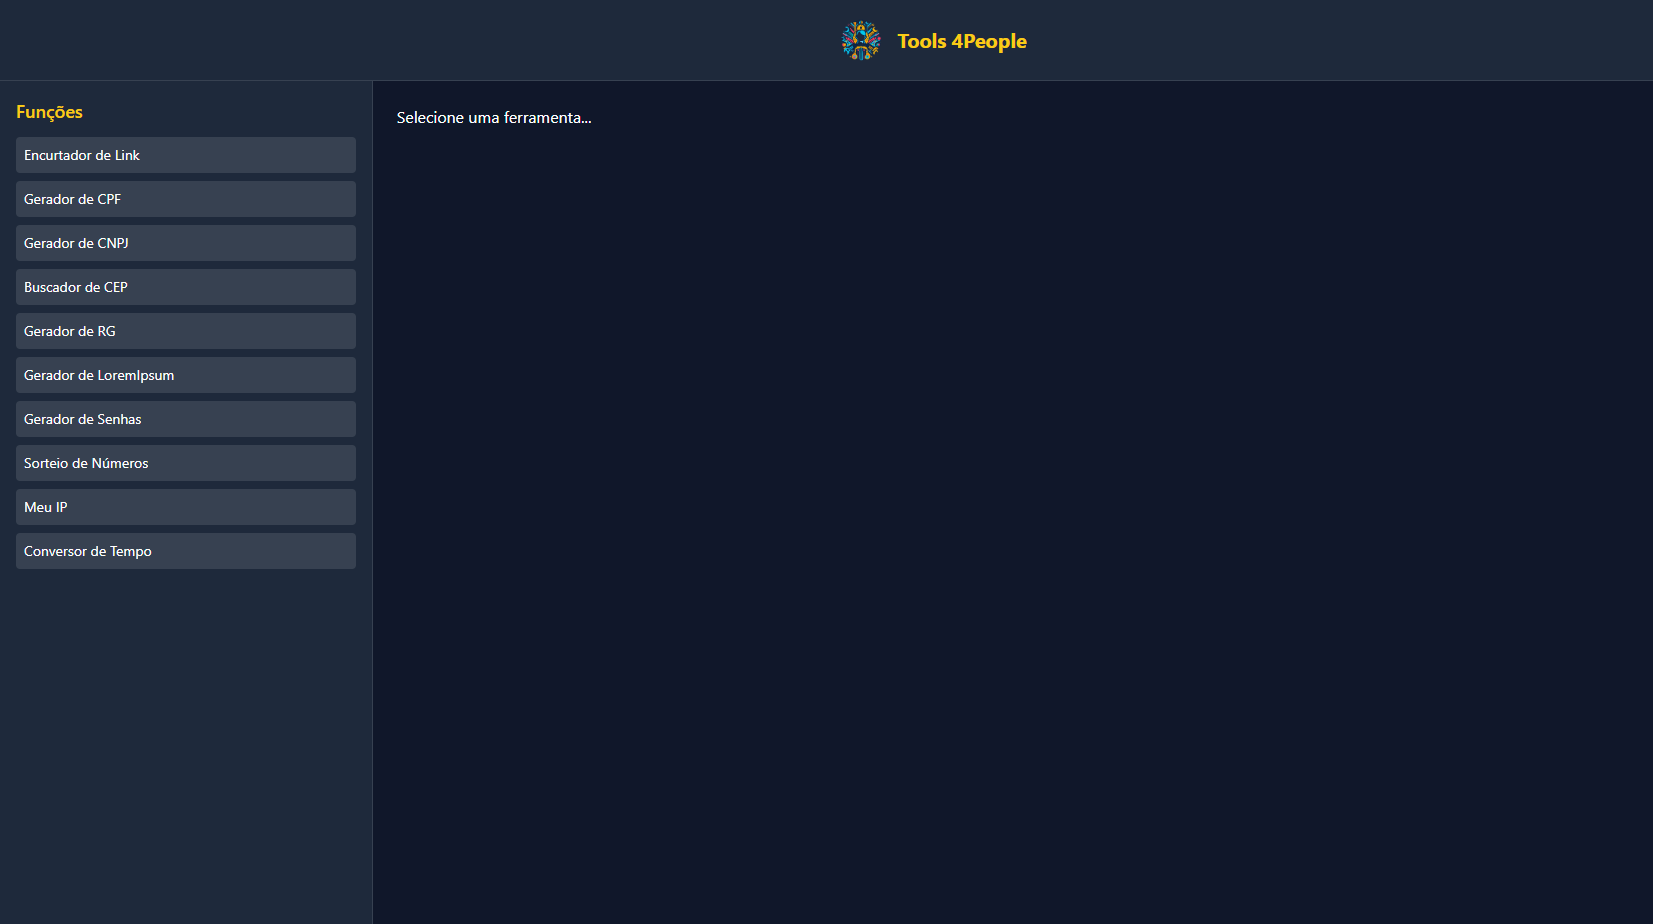 Tools 4People
Funções
Encurtador de Link
Gerador de CPF
Gerador de CNPJ
Buscador de CEP
Gerador de RG
Gerador de LoremIpsum
Gerador de Senhas
Sorteio de Números
Meu IP
Conversor de Tempo
Selecione uma ferramenta...